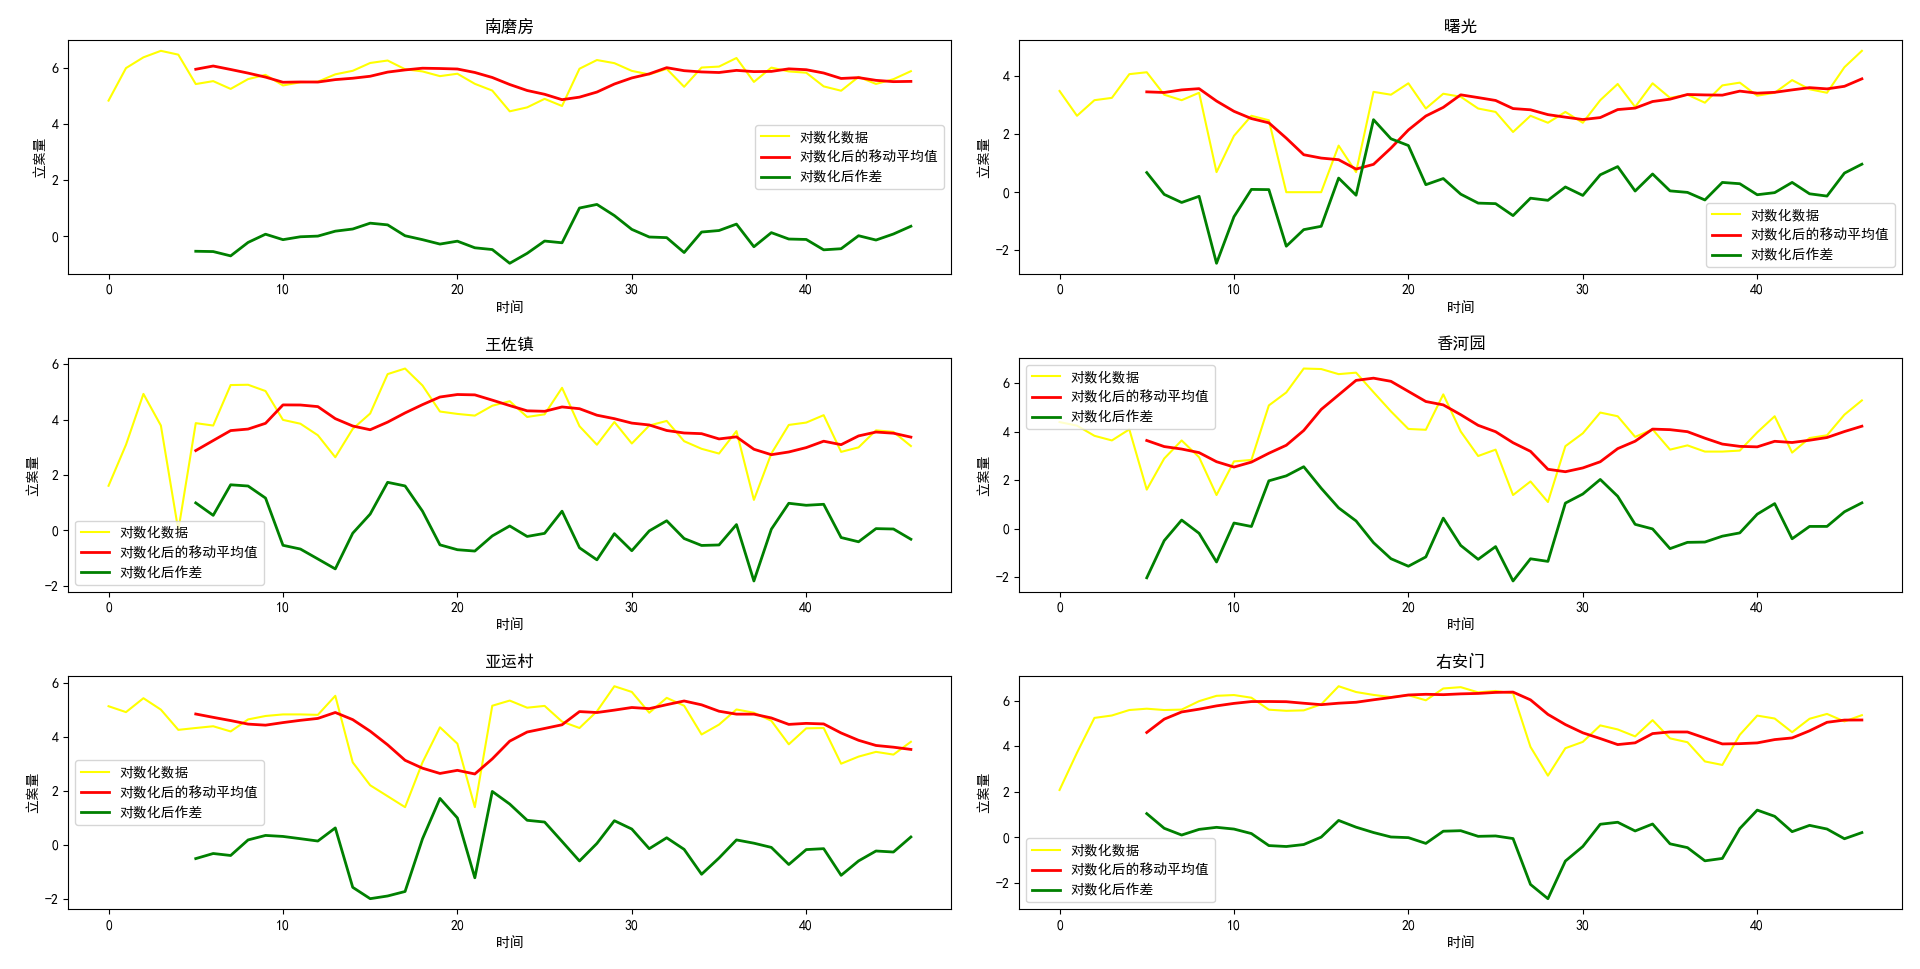 南磨房
6
4
2
0
立案量
对数化数据
对数化后的移动平均值
对数化后作差
0 10 20 30 40
时间
曙光
4
2
0
−2
立案量
对数化数据
对数化后的移动平均值
对数化后作差
0 10 20 30 40
时间
王佐镇
6
4
2
0
−2
立案量
对数化数据
对数化后的移动平均值
对数化后作差
0 10 20 30 40
时间
香河园
6
4
2
0
−2
立案量
对数化数据
对数化后的移动平均值
对数化后作差
0 10 20 30 40
时间
亚运村
6
4
2
0
−2
立案量
对数化数据
对数化后的移动平均值
对数化后作差
0 10 20 30 40
时间
右安门
6
4
2
0
−2
立案量
对数化数据
对数化后的移动平均值
对数化后作差
0 10 20 30 40
时间